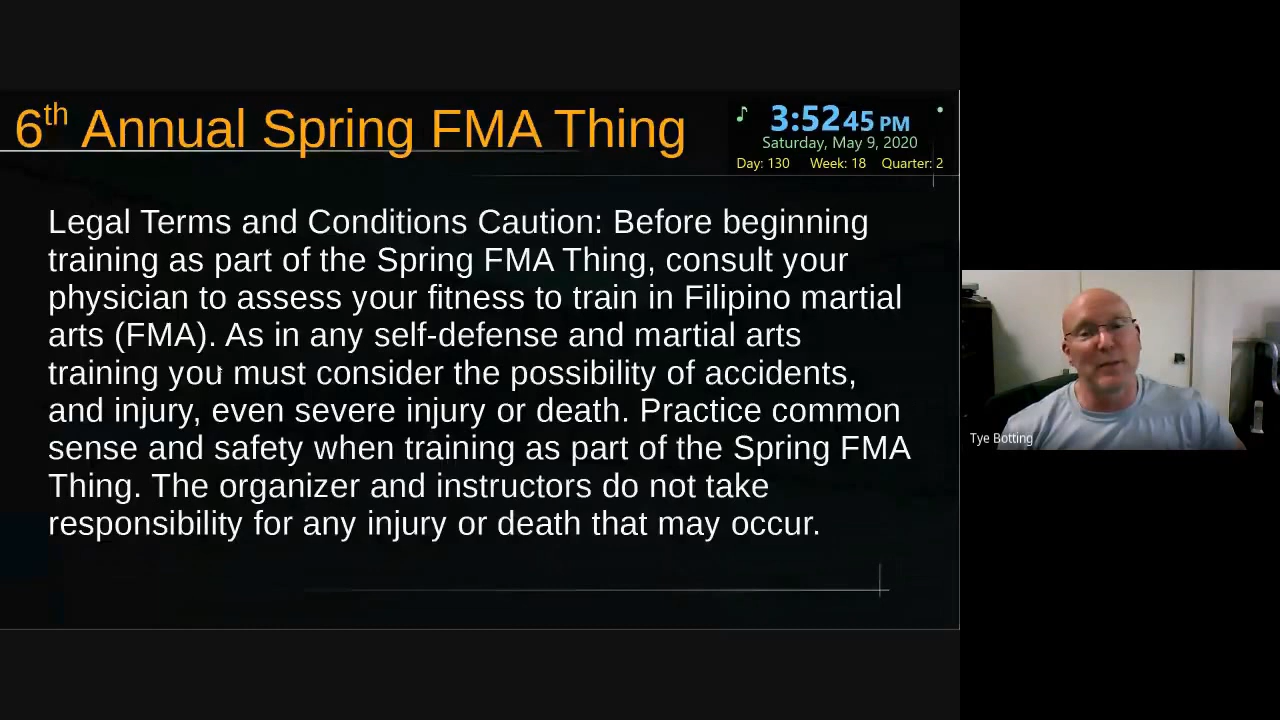 6th Annual Spring FMA Thing
3:52 45 PM
Saturday, May 9, 2020
Day: 130 Week: 18 Quarter: 2
Legal Terms and Conditions Caution: Before beginning
training as part of the Spring FMA Thing, consult your
physician to assess your fitness to train in Filipino martial
arts (FMA). As in any self-defense and martial arts
training you must consider the possibility of accidents,
and injury, even severe injury or death. Practice common
sense and safety when training as part of the Spring FMA
Thing. The organizer and instructors do not take
responsibility for any injury or death that may occur.
Tye Botting